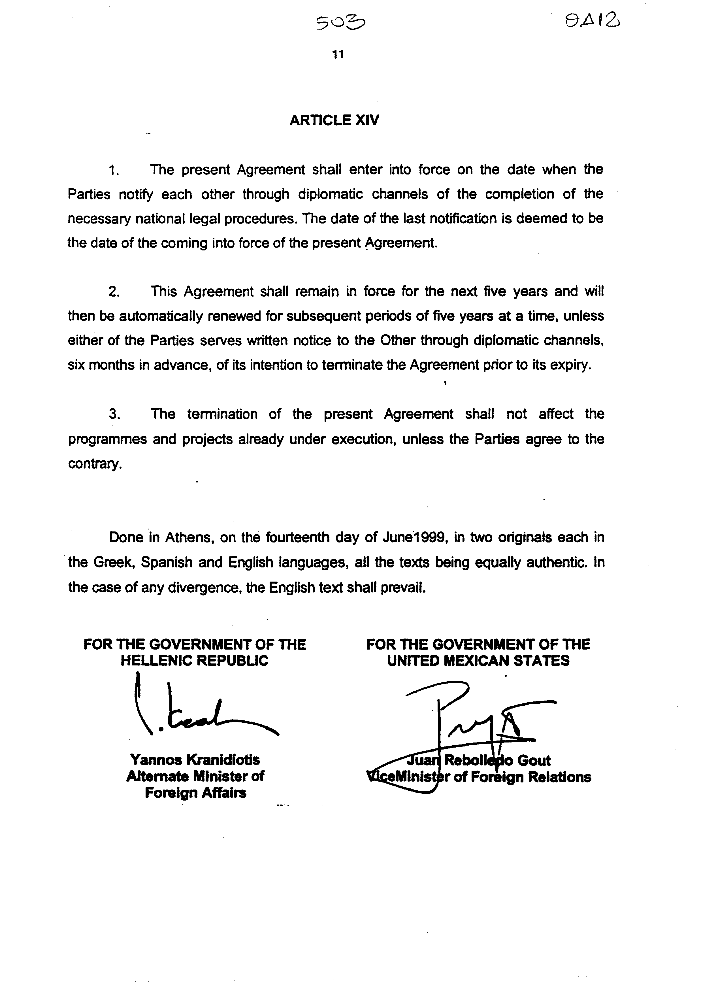 503
ΘΔ12
11
ARTICLE XIV
1. The present Agreement shall enter into force on the date when the
Parties notify each other through diplomatic channels of the completion of the
necessary national legal procedures. The date of the last notification is deemed to be
the date of the coming into force of the present Agreement.
2. This Agreement shall remain in force for the next five years and will
then be automatically renewed for subsequent periods of five years at a time, unless
either of the Parties serves written notice to the Other through diplomatic channels,
six months in advance, of its intention to terminate the Agreement prior to its expiry.
3. The termination of the present Agreement shall not affect the
programmes and projects already under execution, unless the Parties agree to the
contrary.
Done in Athens, on the fourteenth day of June 1999, in two originals each in
the Greek, Spanish and English languages, all the texts being equally authentic. In
the case of any divergence, the English text shall prevail.
FOR THE GOVERNMENT OF THE
HELLENIC REPUBLIC
Yannos Kranidiotis
Alternate Minister of
Foreign Affairs
FOR THE GOVERNMENT OF THE
UNITED MEXICAN STATES
Juan Rebolledo Gout
ViceMinister of Foreign Relations